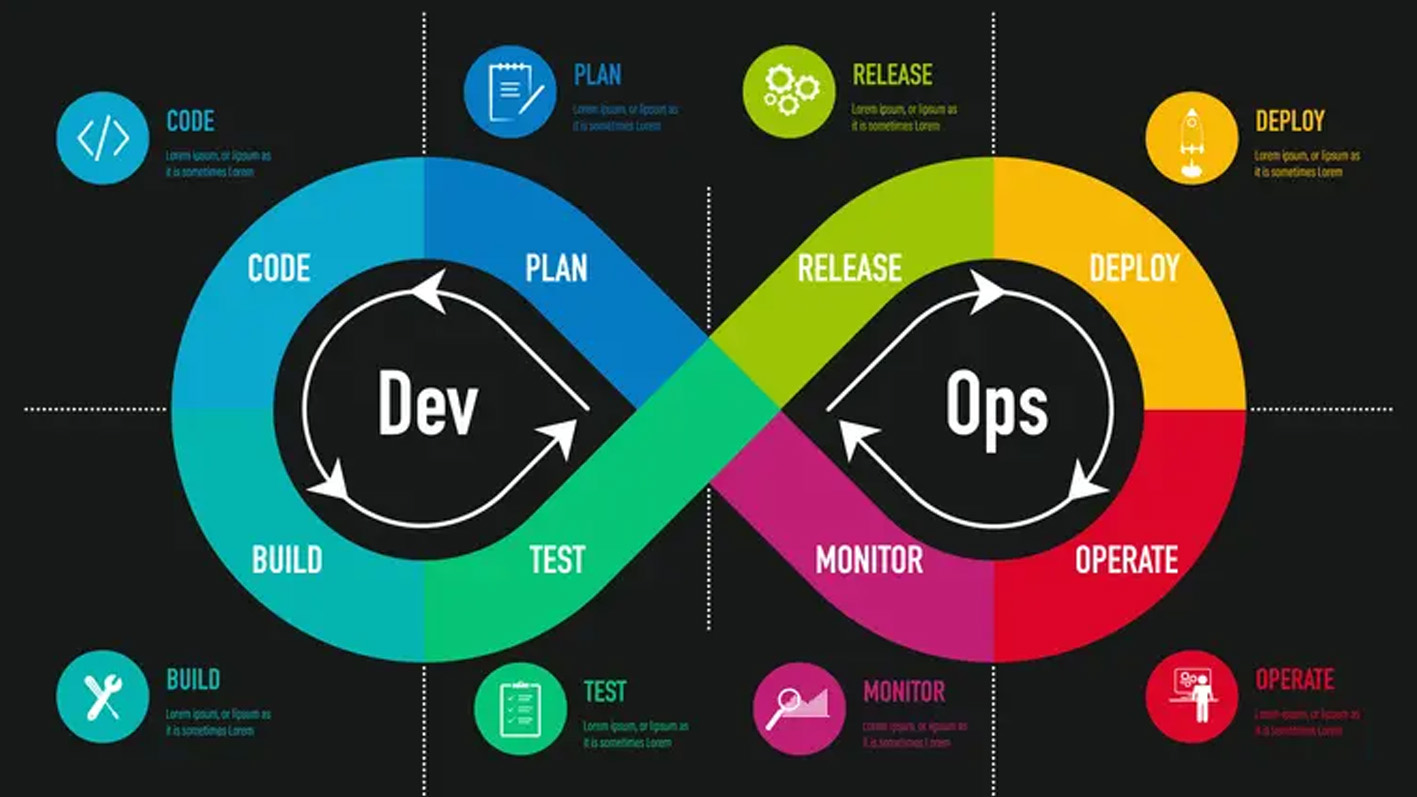 PLAN
Lorem ipsum, or lipsum as
it is sometimes Lorem
RELEASE
Lorem ipsum, or lipsum as
it is sometimes Lorem
CODE
Lorem ipsum, or lipsum as
it is sometimes Lorem
DEPLOY
Lorem ipsum, or lipsum as
it is sometimes Lorem
CODE
PLAN
RELEASE
DEPLOY
Dev
Ops
BUILD
TEST
MONITOR
OPERATE
BUILD
Lorem ipsum, or lipsum as
it is sometimes Lorem
TEST
Lorem ipsum, or lipsum as
it is sometimes Lorem
MONITOR
Lorem ipsum, or lipsum as
it is sometimes Lorem
OPERATE
Lorem ipsum, or lipsum as
it is sometimes Lorem